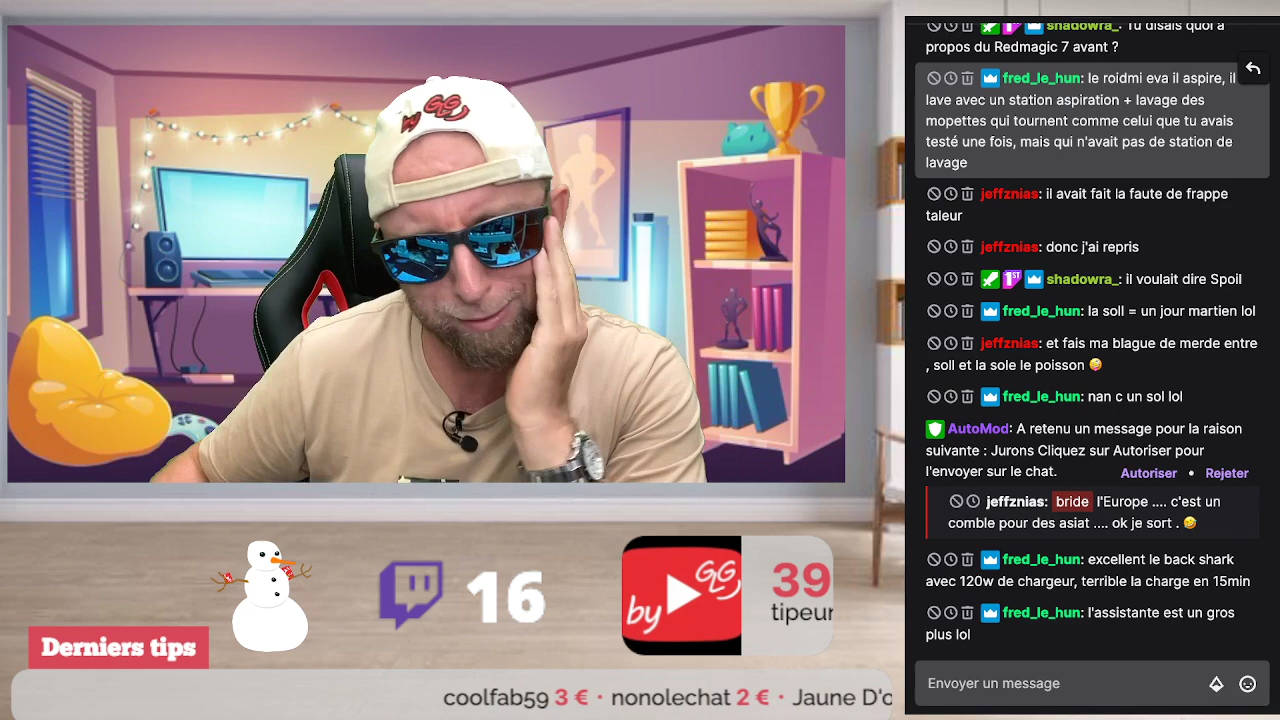 shadowra_: Tu disais quoi à
propos du Redmagic 7 avant ?
fred_le_hun: le roidmi eva il aspire, il
lave avec un station aspiration + lavage des
mopettes qui tournent comme celui que tu avais
testé une fois, mais qui n'avait pas de station de
lavage
jeffznias: il avait fait la faute de frappe
taleur
jeffznias: donc j'ai repris
1ST shadowra_: il voulait dire Spoil
fred_le_hun: la soll = un jour martien lol
jeffznias: et fais ma blague de merde entre
, soll et la sole le poisson 🤪
fred_le_hun: nan c un sol lol
AutoMod: A retenu un message pour la raison
suivante : Jurons Cliquez sur Autoriser pour
l'envoyer sur le chat.
Autoriser • Rejeter
jeffznias: bride l'Europe .... c'est un
comble pour des asiat .... ok je sort . 🤣
fred_le_hun: excellent le back shark
avec 120w de chargeur, terrible la charge en 15min
fred_le_hun: l'assistante est un gros
plus lol
Envoyer un message
by GG
16
by GG
39
tipeur
Derniers tips
coolfab59 3 € · nonolechat 2 € · Jaune D'o